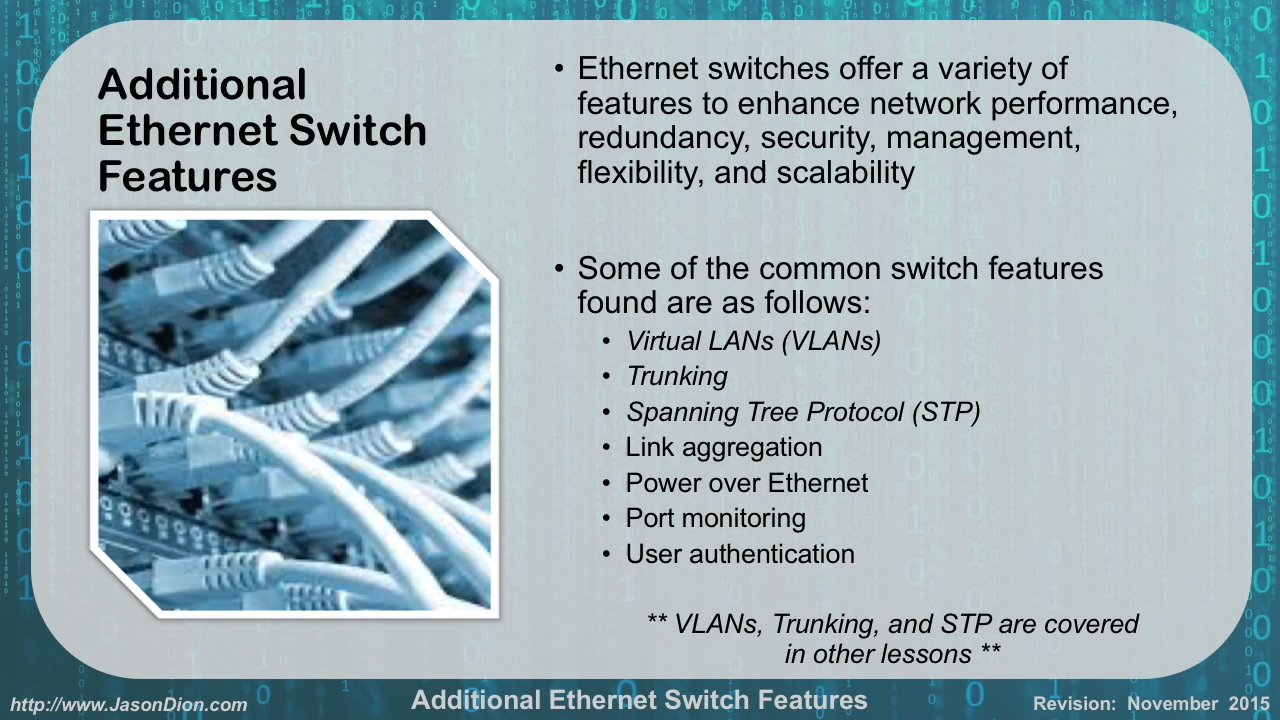 Additional
Ethernet Switch
Features
• Ethernet switches offer a variety of
features to enhance network performance,
redundancy, security, management,
flexibility, and scalability
• Some of the common switch features
found are as follows:
• Virtual LANs (VLANs)
• Trunking
• Spanning Tree Protocol (STP)
• Link aggregation
• Power over Ethernet
• Port monitoring
• User authentication
** VLANs, Trunking, and STP are covered
in other lessons **
http://www.JasonDion.com
Additional Ethernet Switch Features
Revision: November 2015